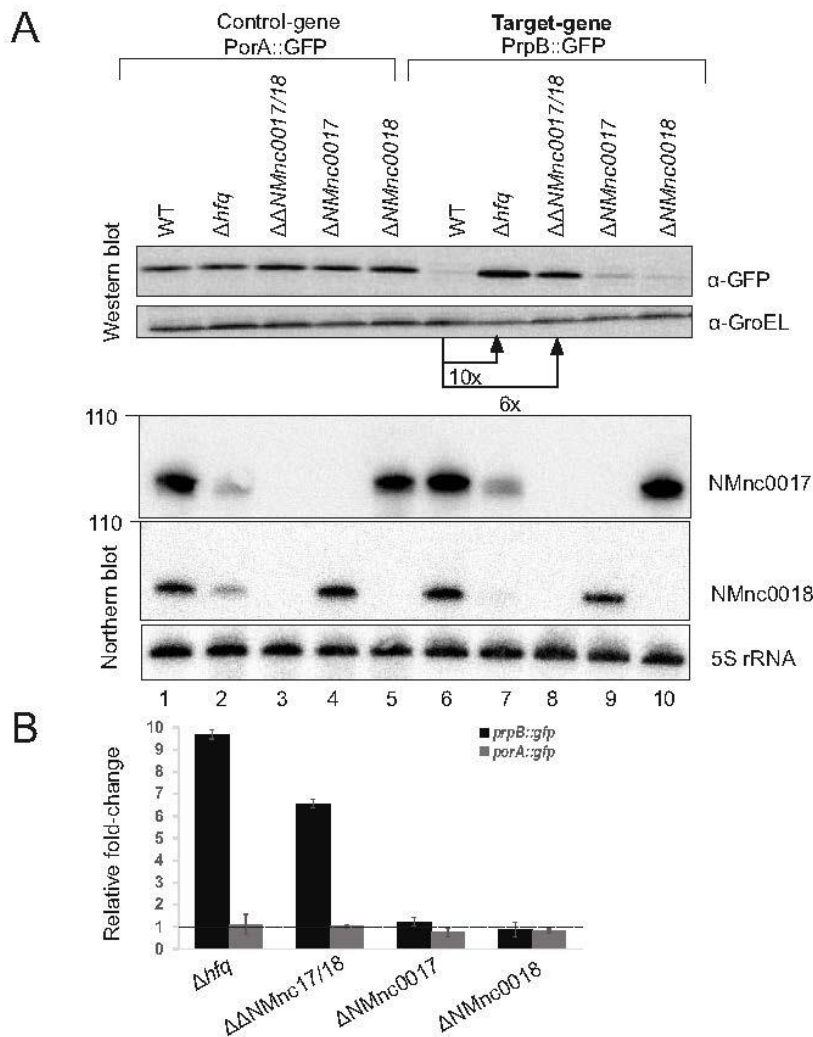 A
Control-gene
PorA::GFP
Target-gene
PrpB::GFP
WT
Δhfq
ΔΔNMnc0017/18
ΔNMnc0017
ΔNMnc0018
WT
Δhfq
ΔΔNMnc0017/18
ΔNMnc0017
ΔNMnc0018
Western blot
α-GFP
α-GroEL
10x
6x
110
NMnc0017
110
Northern blot
NMnc0018
5S rRNA
1 2 3 4 5 6 7 8 9 10
B
Relative fold-change
10
9
8
7
6
5
4
3
2
1
0
prpB::gfp
porA::gfp
Δhfq
ΔΔNMnc17/18
ΔNMnc0017
ΔNMnc0018